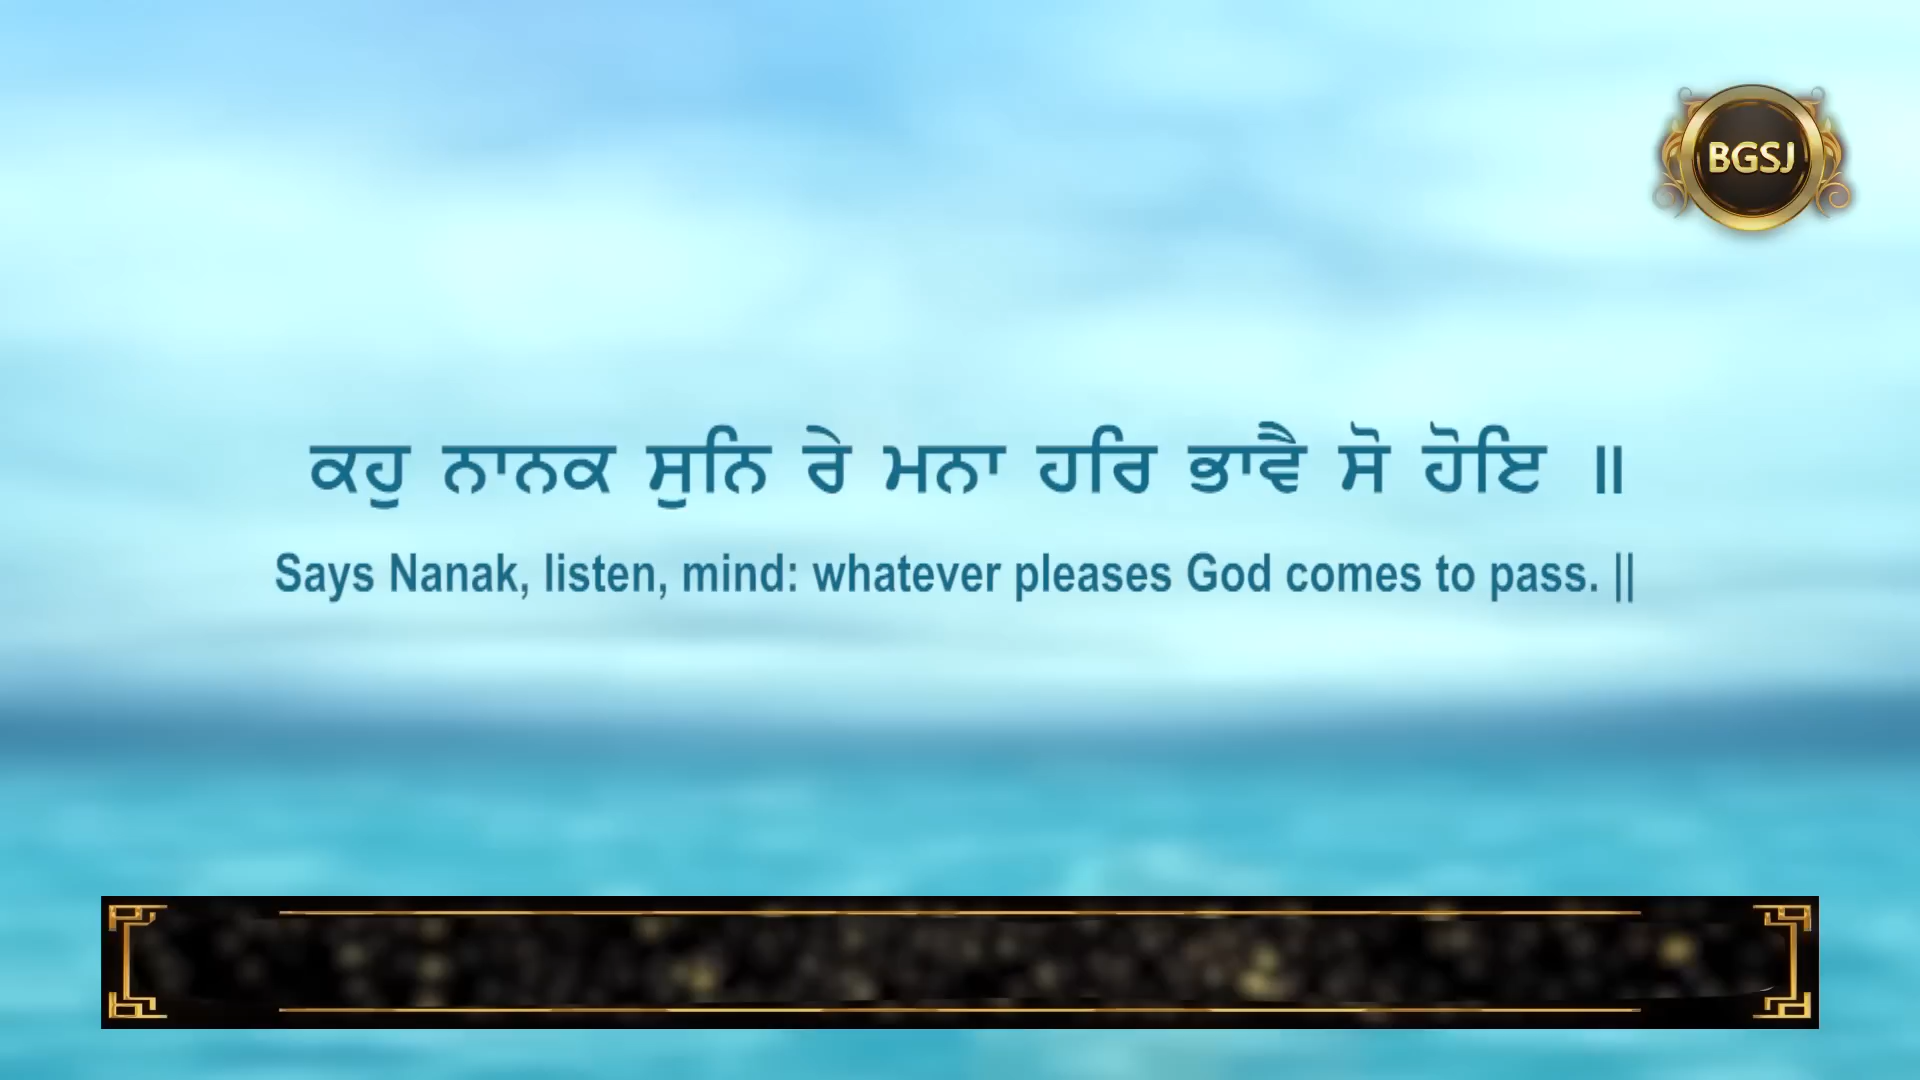 BGSJ
ਕਹੁ ਨਾਨਕ ਸੁਨਿ ਰੇ ਮਨਾ ਹਰਿ ਭਾਵੈ ਸੋ ਹੋਇ ॥
Says Nanak, listen, mind: whatever pleases God comes to pass. ||